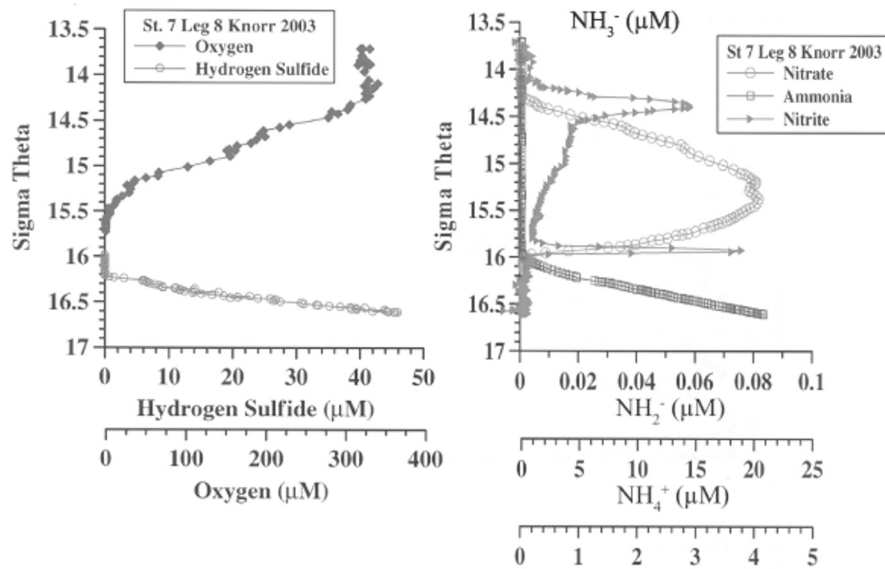 St. 7 Leg 8 Knorr 2003
Oxygen
Hydrogen Sulfide
13.5
14
14.5
15
15.5
16
16.5
17
Sigma Theta
0 10 20 30 40 50
Hydrogen Sulfide (μM)
0 100 200 300 400
Oxygen (μM)
NH₃⁻ (μM)
St 7 Leg 8 Knorr 2003
Nitrate
Ammonia
Nitrite
13.5
14
14.5
15
15.5
16
16.5
17
Sigma Theta
0 0.02 0.04 0.06 0.08 0.1
NH₂⁻ (μM)
0 5 10 15 20 25
NH₄⁺ (μM)
0 1 2 3 4 5